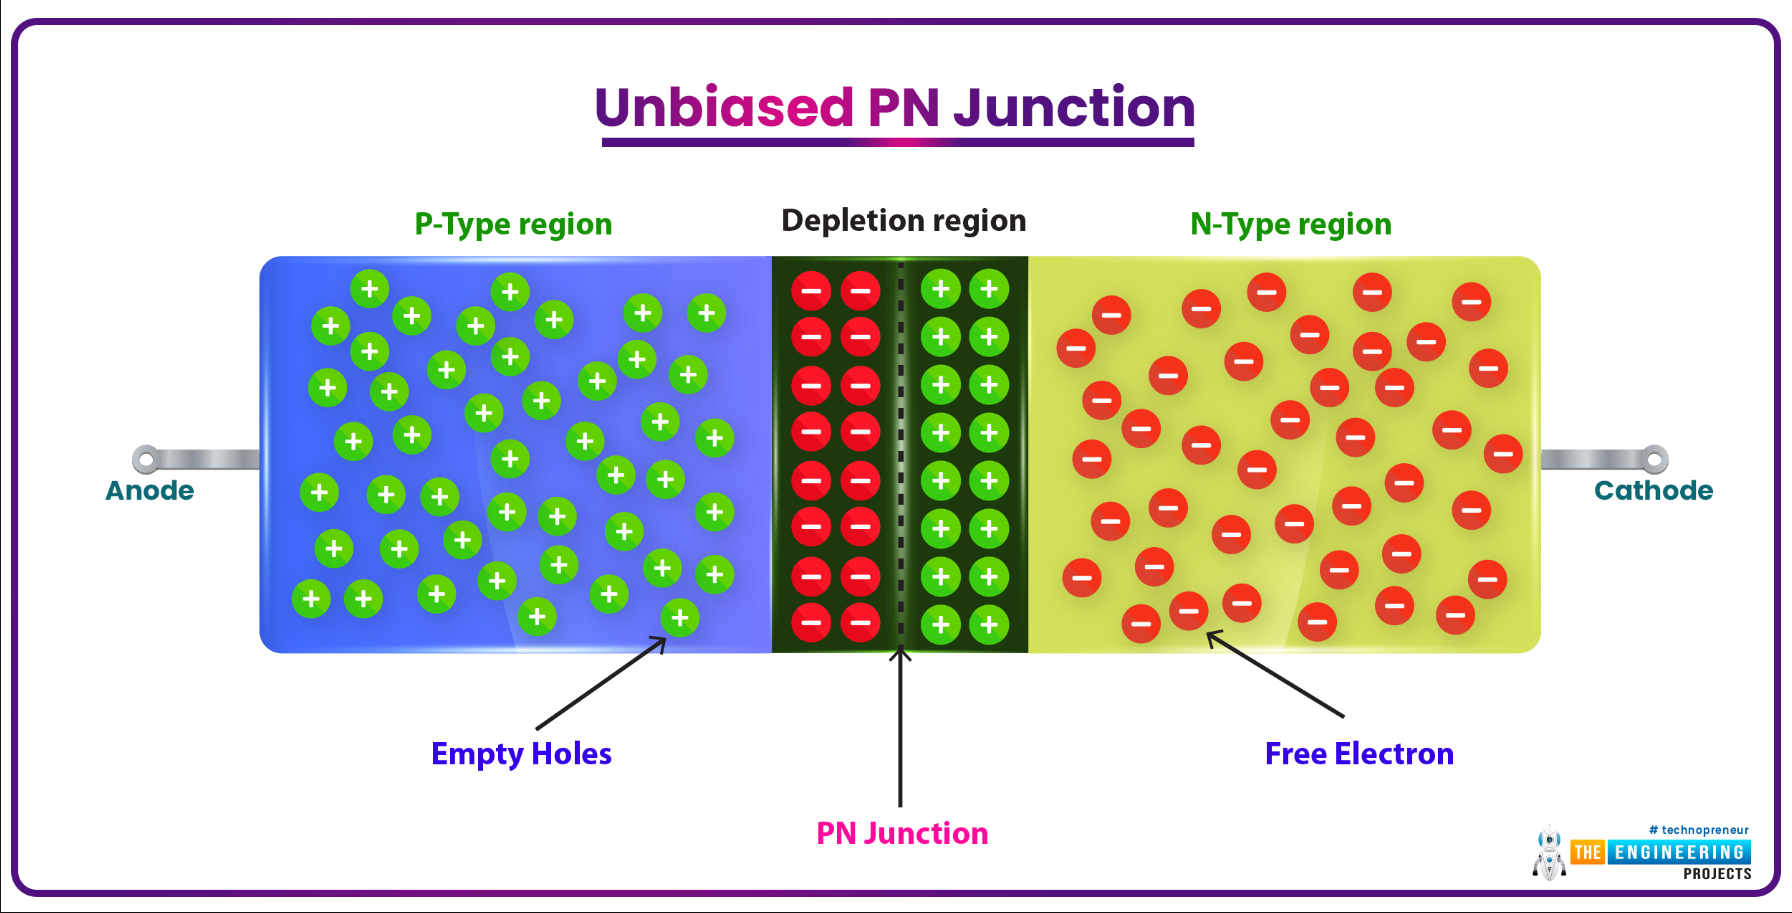 Unbiased PN Junction
P-Type region
Depletion region
N-Type region
Anode
Cathode
Empty Holes
Free Electron
PN Junction
# technopreneur
THE ENGINEERING
PROJECTS